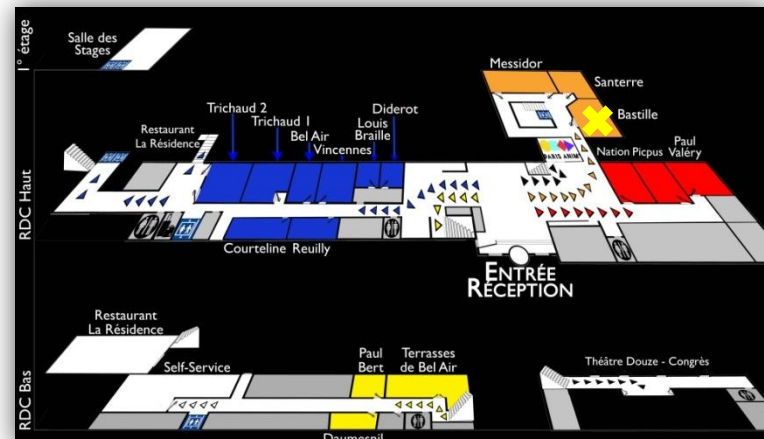 1° étage
Salle des
Stages
Messidor
Santerre
Bastille
Trichaud 2
Trichaud 1
Bel Air
Vincennes
Louis
Braille
Diderot
Restaurant
La Résidence
PARIS ANIM'
Nation Picpus
Paul
Valéry
RDC Haut
Courteline Reuilly
ENTRÉE
RÉCEPTION
Restaurant
La Résidence
Self-Service
Paul
Bert
Terrasses
de Bel Air
Théâtre Douze - Congrès
RDC Bas
Daumesnil